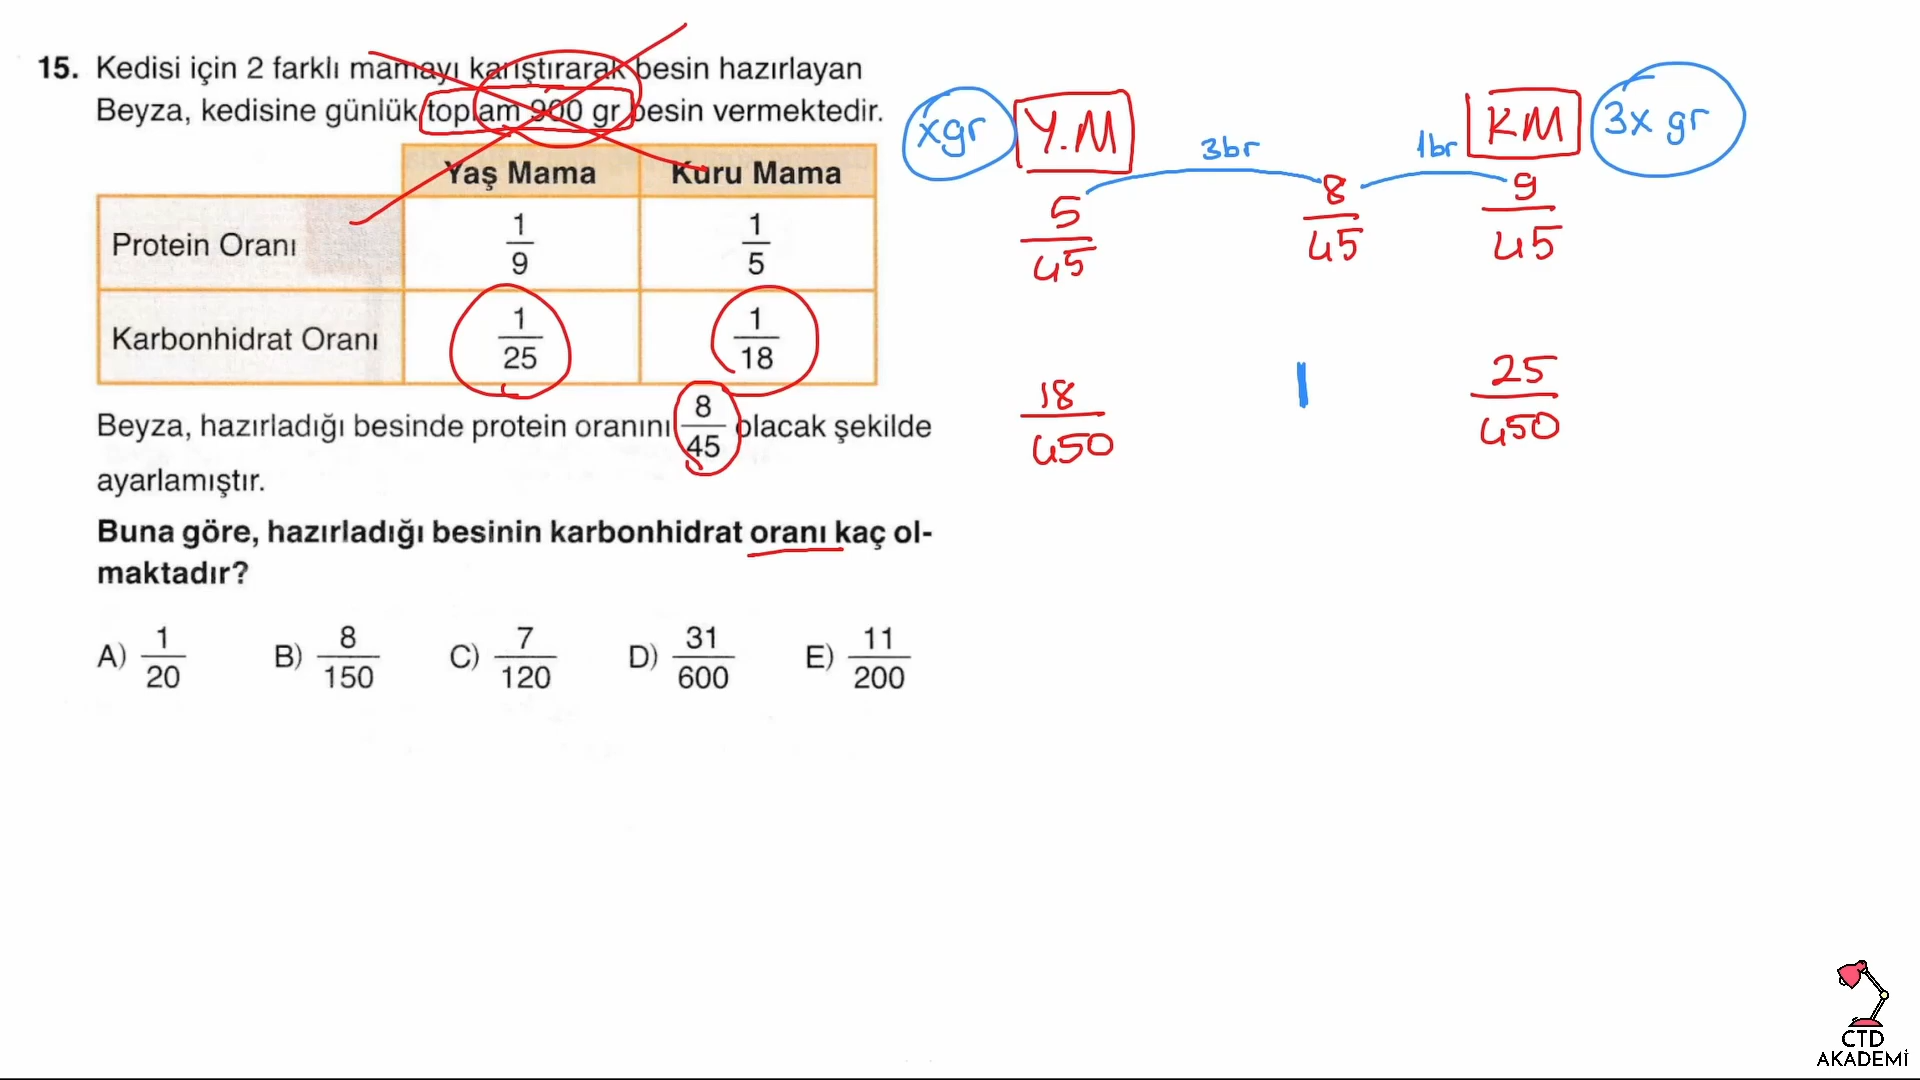 15. Kedisi için 2 farklı mamayı karıştırarak besin hazırlayan
Beyza, kedisine günlük toplam 900 gr besin vermektedir.
Yaş Mama Kuru Mama
Protein Oranı 1/9 1/5
Karbonhidrat Oranı 1/25 1/18
Beyza, hazırladığı besinde protein oranını 8/45 olacak şekilde
ayarlamıştır.
Buna göre, hazırladığı besinin karbonhidrat oranı kaç ol-
maktadır?
A) 1/20 B) 8/150 C) 7/120 D) 31/600 E) 11/200
xgr Y.M 3br 1br KM 3x gr
5/45 8/45 9/45
18/450 25/450
CTD
AKADEMİ